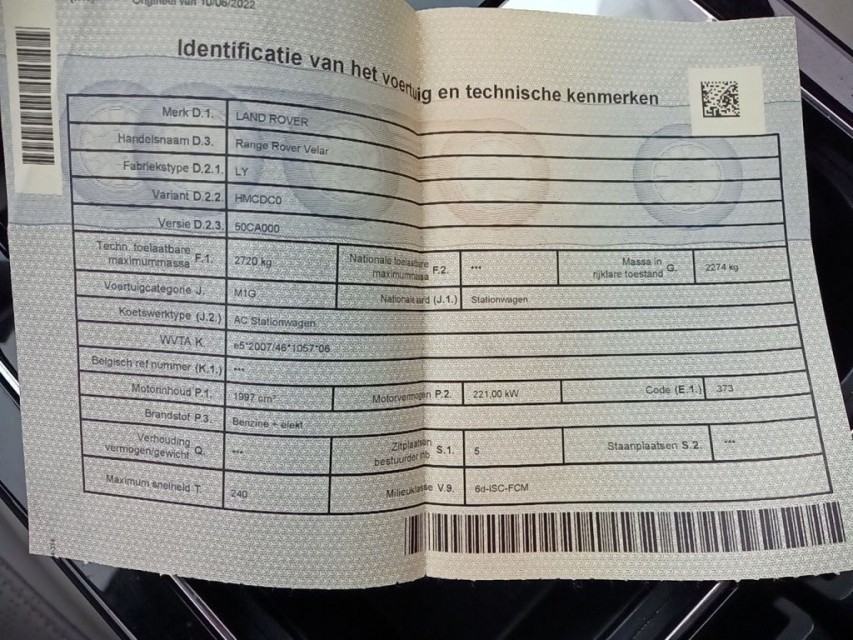 Origineel van 10/06/2022
Identificatie van het voertuig en technische kenmerken
Merk D.1. LAND ROVER
Handelsnaam D.3. Range Rover Velar
Fabriekstype D.2.1. LY
Variant D.2.2. HMCDC0
Versie D.2.3. 50CA000
Techn. toelaatbare maximummassa F.1. 2720 kg Nationale toelaatbare maximummassa F.2. *** Massa in rijklare toestand G. 2274 kg
Voertuigcategorie J. M1G Nationale aard (J.1.) Stationwagen
Koetswerktype (J.2.) AC Stationwagen
WVTA K. e5*2007/46*1057*06
Belgisch ref nummer (K.1.) ***
Motorinhoud P.1. 1997 cm³ Motorvermogen P.2. 221,00 kW Code (E.1.) 373
Brandstof P.3. Benzine + elekt
Verhouding vermogen/gewicht Q. *** Zitplaatsen bestuurder inb. S.1. 5 Staanplaatsen S.2. ***
Maximum snelheid T. 240 Milieuklasse V.9. 6d-ISC-FCM